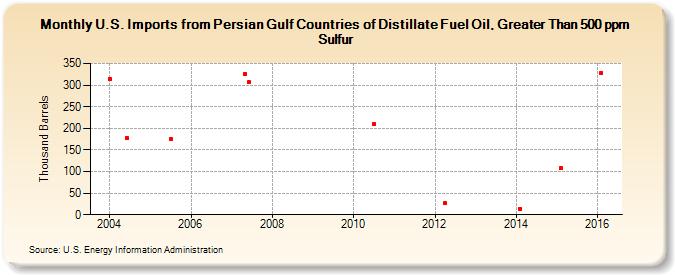 Monthly U.S. Imports from Persian Gulf Countries of Distillate Fuel Oil, Greater Than 500 ppm
Sulfur
Thousand Barrels
350
300
250
200
150
100
50
0
2004 2006 2008 2010 2012 2014 2016
Source: U.S. Energy Information Administration